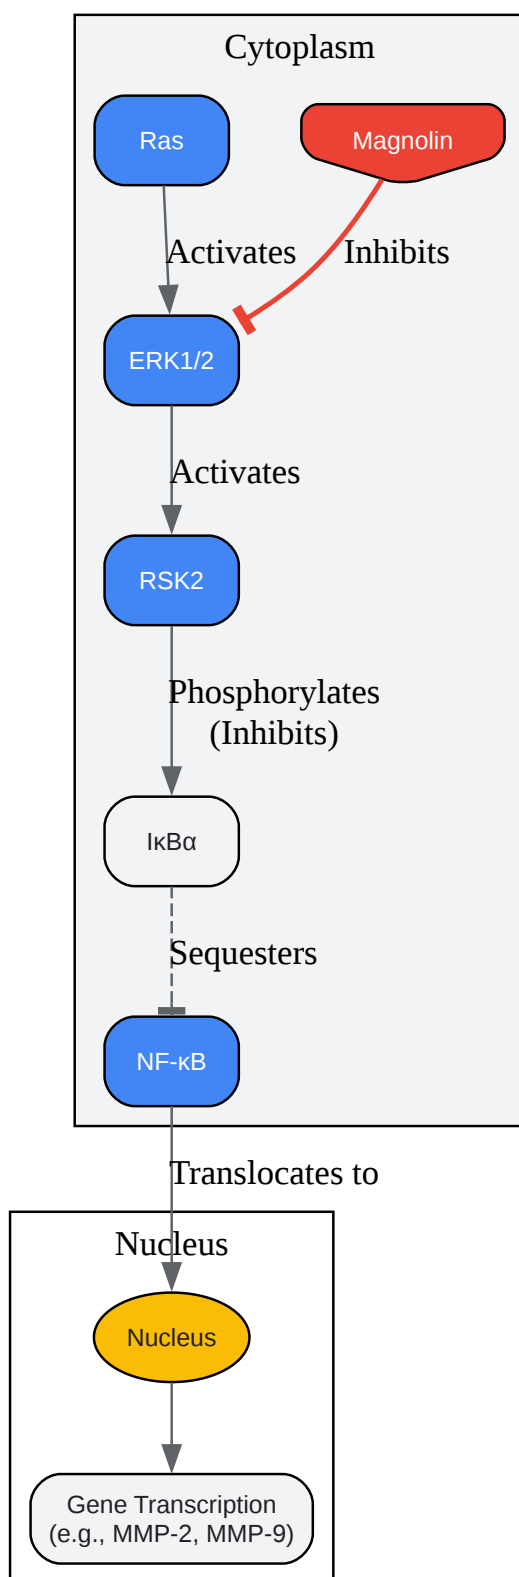 Cytoplasm
Ras
Magnolin
Activates
Inhibits
ERK1/2
Activates
RSK2
Phosphorylates
(Inhibits)
IκBα
Sequesters
NF-κB
Translocates to
Nucleus
Nucleus
Gene Transcription
(e.g., MMP-2, MMP-9)